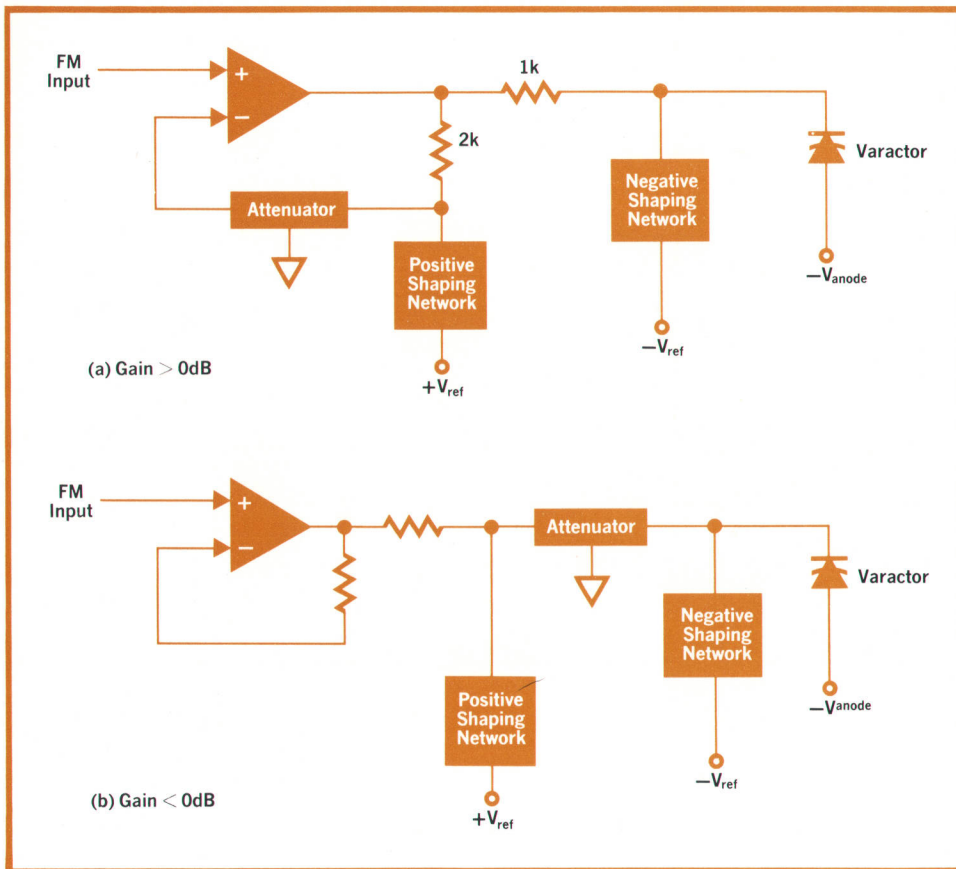 FM
Input
+
−
1k
2k
Attenuator
Positive
Shaping
Network
+Vref
Negative
Shaping
Network
−Vref
Varactor
−Vanode
(a) Gain > 0dB
FM
Input
+
−
Attenuator
Positive
Shaping
Network
+Vref
Negative
Shaping
Network
−Vref
Varactor
−Vanode
(b) Gain < 0dB